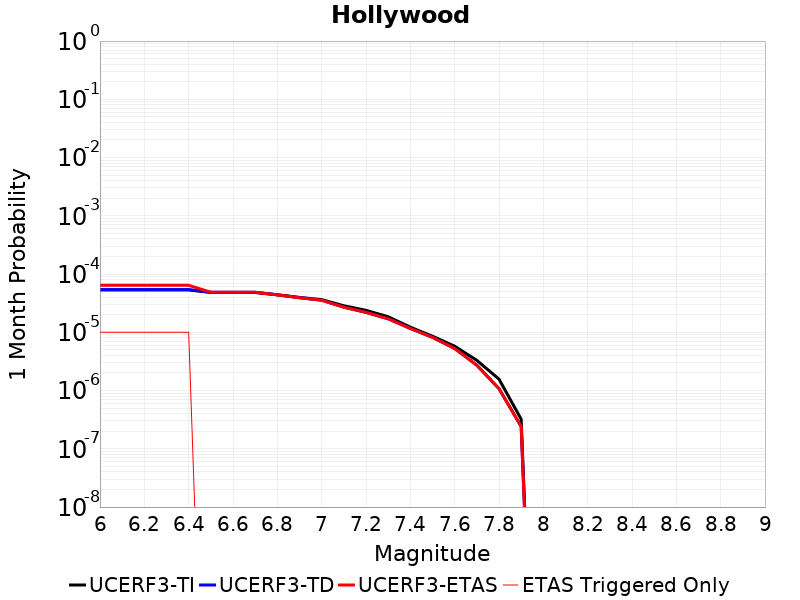 Hollywood
1 Month Probability
10^0
10^-1
10^-2
10^-3
10^-4
10^-5
10^-6
10^-7
10^-8
6 6.2 6.4 6.6 6.8 7 7.2 7.4 7.6 7.8 8 8.2 8.4 8.6 8.8 9
Magnitude
UCERF3-TI UCERF3-TD UCERF3-ETAS ETAS Triggered Only